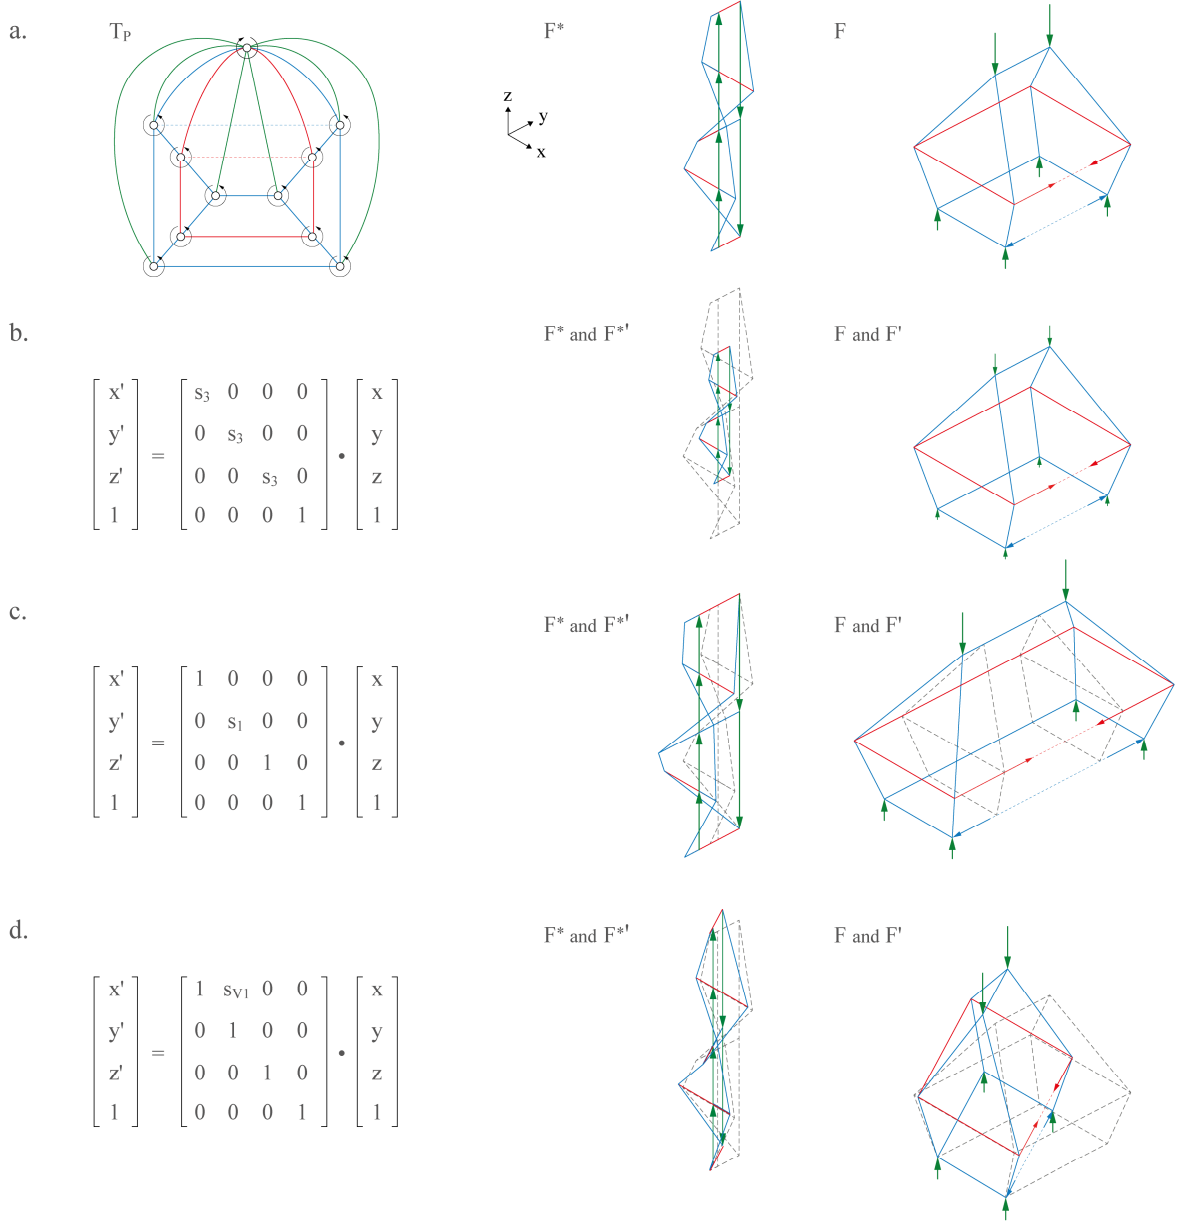 a.
T_P
F*
F
z
y
x
b.
F* and F*'
F and F'
x' s₃ 0 0 0 x
y' 0 s₃ 0 0 y
= •
z' 0 0 s₃ 0 z
1 0 0 0 1 1
c.
F* and F*'
F and F'
x' 1 0 0 0 x
y' 0 s₁ 0 0 y
= •
z' 0 0 1 0 z
1 0 0 0 1 1
d.
F* and F*'
F and F'
x' 1 s_V1 0 0 x
y' 0 1 0 0 y
= •
z' 0 0 1 0 z
1 0 0 0 1 1